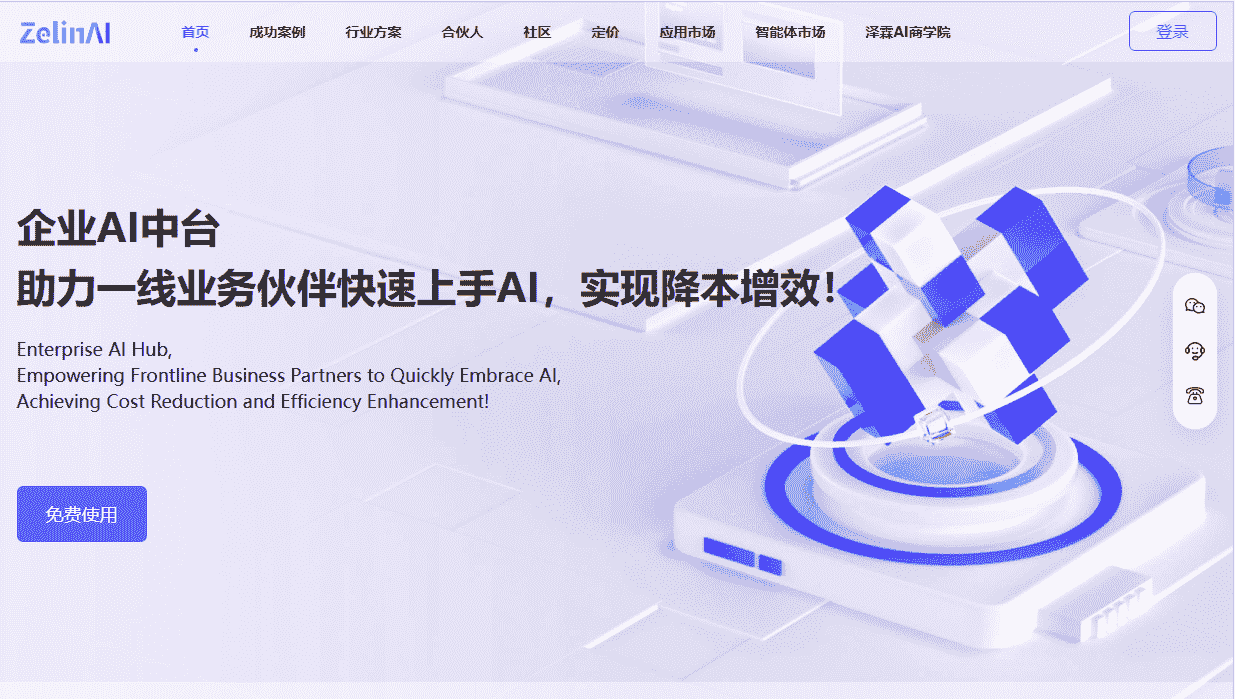 ZelinAI
首页
成功案例
行业方案
合伙人
社区
定价
应用市场
智能体市场
泽霖AI商学院
登录
企业AI中台
助力一线业务伙伴快速上手AI，实现降本增效！
Enterprise AI Hub,
Empowering Frontline Business Partners to Quickly Embrace AI,
Achieving Cost Reduction and Efficiency Enhancement!
免费使用